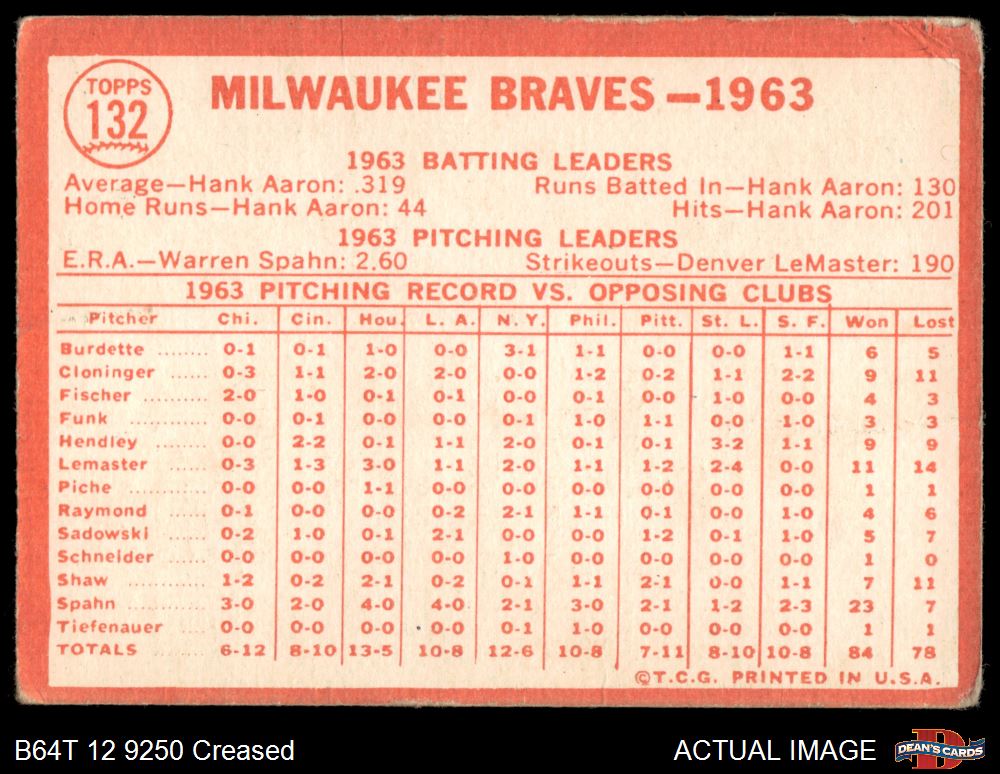 TOPPS
132
MILWAUKEE BRAVES—1963
1963 BATTING LEADERS
Average—Hank Aaron: .319 Runs Batted In—Hank Aaron: 130
Home Runs—Hank Aaron: 44 Hits—Hank Aaron: 201
1963 PITCHING LEADERS
E.R.A.—Warren Spahn: 2.60 Strikeouts—Denver LeMaster: 190
1963 PITCHING RECORD VS. OPPOSING CLUBS
Pitcher Chi. Cin. Hou. L. A. N. Y. Phil. Pitt. St. L. S. F. Won Lost
Burdette ........ 0-1 0-1 1-0 0-0 3-1 1-1 0-0 0-0 1-1 6 5
Cloninger ...... 0-3 1-1 2-0 2-0 0-0 1-2 0-2 1-1 2-2 9 11
Fischer .......... 2-0 1-0 0-1 0-1 0-0 0-1 0-0 1-0 0-0 4 3
Funk .............. 0-0 0-1 0-0 0-0 0-1 1-0 1-1 0-0 1-0 3 3
Hendley ........ 0-0 2-2 0-1 1-1 2-0 0-1 0-1 3-2 1-1 9 9
Lemaster ...... 0-3 1-3 3-0 1-1 2-0 1-1 1-2 2-4 0-0 11 14
Piche ............ 0-0 0-0 1-1 0-0 0-0 0-0 0-0 0-0 0-0 1 1
Raymond ...... 0-1 0-0 0-0 0-2 2-1 1-1 0-1 0-0 1-0 4 6
Sadowski ...... 0-2 1-0 0-1 2-1 0-0 0-0 1-2 0-1 1-0 5 7
Schneider .... 0-0 0-0 0-0 0-0 1-0 0-0 0-0 0-0 0-0 1 0
Shaw ............ 1-2 0-2 2-1 0-2 0-1 1-1 2-1 0-0 1-1 7 11
Spahn ............ 3-0 2-0 4-0 4-0 2-1 3-0 2-1 1-2 2-3 23 7
Tiefenauer .... 0-0 0-0 0-0 0-0 0-1 1-0 0-0 0-0 0-0 1 1
TOTALS ........ 6-12 8-10 13-5 10-8 12-6 10-8 7-11 8-10 10-8 84 78
©T.C.G. PRINTED IN U.S.A.
B64T 12 9250 Creased ACTUAL IMAGE
D
DEAN'S CARDS